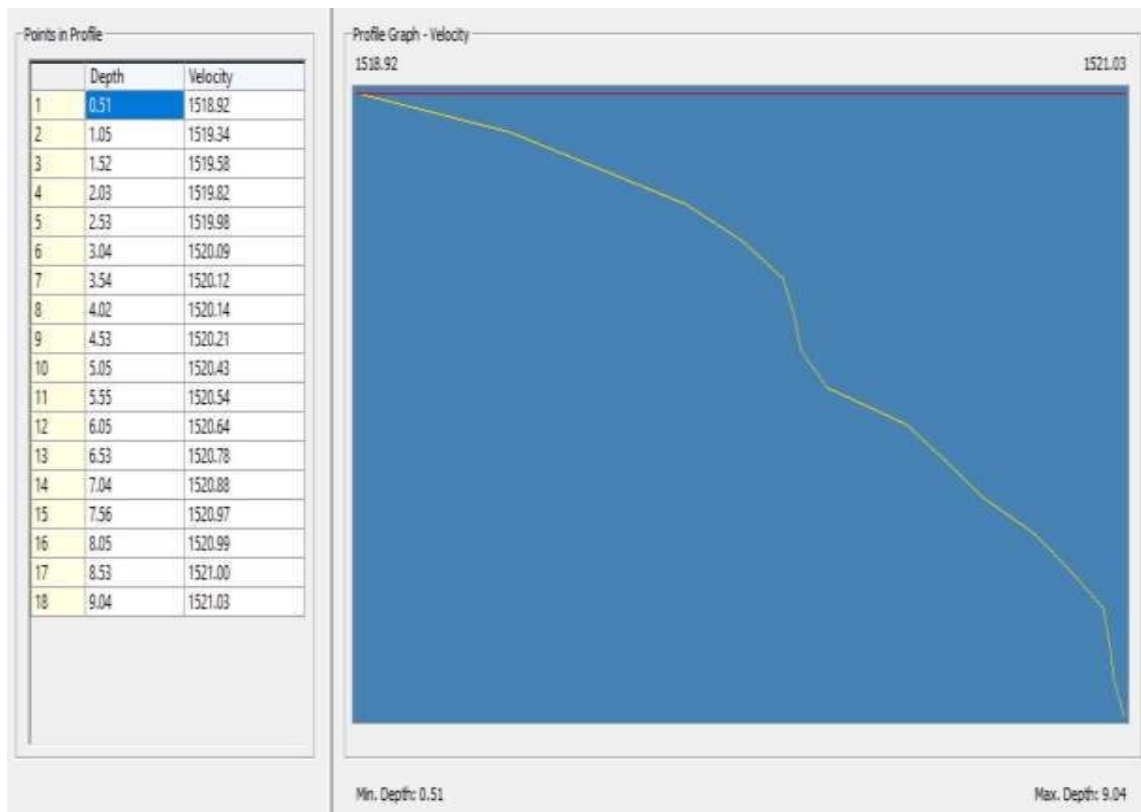 Points in Profile
Depth Velocity
1 0.51 1518.92
2 1.05 1519.34
3 1.52 1519.58
4 2.03 1519.82
5 2.53 1519.98
6 3.04 1520.09
7 3.54 1520.12
8 4.02 1520.14
9 4.53 1520.21
10 5.05 1520.43
11 5.55 1520.54
12 6.05 1520.64
13 6.53 1520.78
14 7.04 1520.88
15 7.56 1520.97
16 8.05 1520.99
17 8.53 1521.00
18 9.04 1521.03
Profile Graph - Velocity
1518.92 1521.03
Min. Depth: 0.51 Max. Depth: 9.04